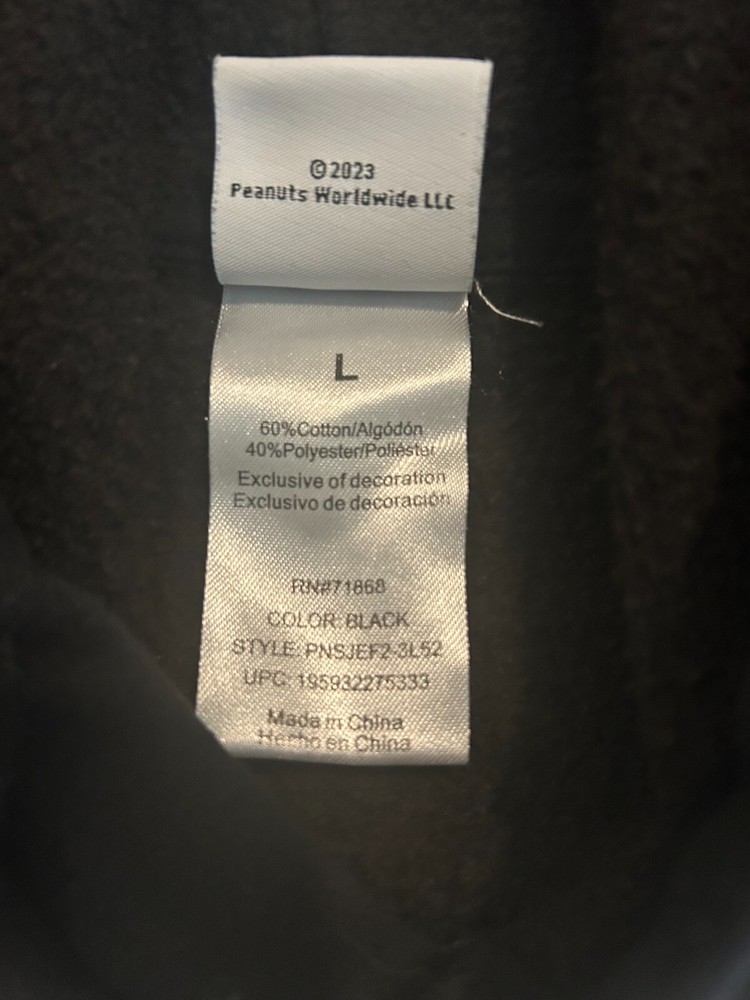 ©2023
Peanuts Worldwide LLC
L
60%Cotton/Algódón
40%Polyester/Poliéster
Exclusive of decoration
Exclusivo de decoración
RN#71868
COLOR: BLACK
STYLE: PNSJEF2-3L52
UPC: 195932275333
Made in China
Hecho en China